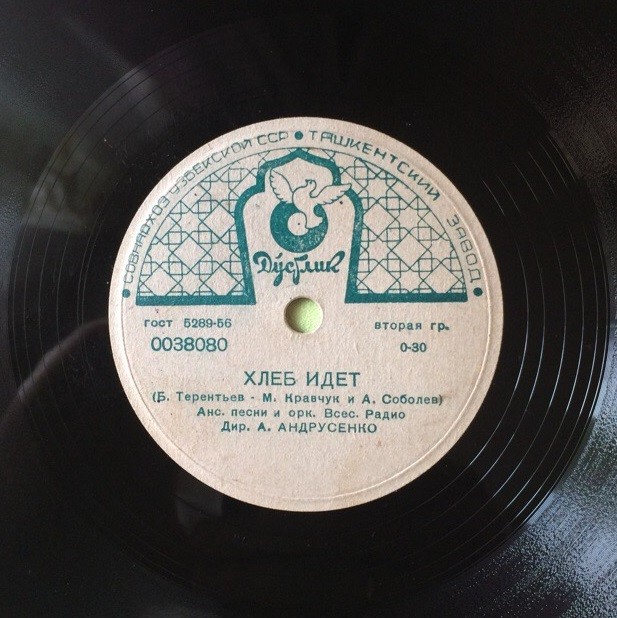 СОВНАРХОЗ УЗБЕКСКОЙ ССР • ТАШКЕНТСКИЙ ЗАВОД
Дўстлик
ГОСТ 5289-56
вторая гр.
0038080
0-30
ХЛЕБ ИДЕТ
(Б. Терентьев - М. Кравчук и А. Соболев)
Анс. песни и орк. Всес. Радио
Дир. А. АНДРУСЕНКО